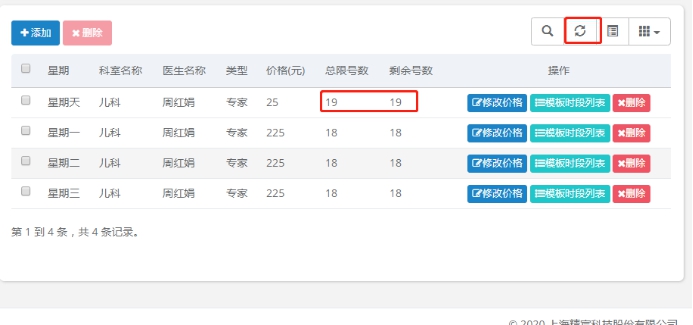 添加 删除
星期 科室名称 医生名称 类型 价格(元) 总限号数 剩余号数 操作
星期天 儿科 周红娟 专家 25 19 19 修改价格 模板时段列表 删除
星期一 儿科 周红娟 专家 225 18 18 修改价格 模板时段列表 删除
星期二 儿科 周红娟 专家 225 18 18 修改价格 模板时段列表 删除
星期三 儿科 周红娟 专家 225 18 18 修改价格 模板时段列表 删除
第 1 到 4 条，共 4 条记录。
© 2020 上海精宸科技股份有限公司